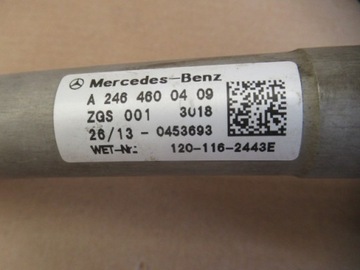 Mercedes-Benz
A 246 460 04 09
ZGS 001 3018
26/13 - 0453693
WET-Nr: 120-116-2443E